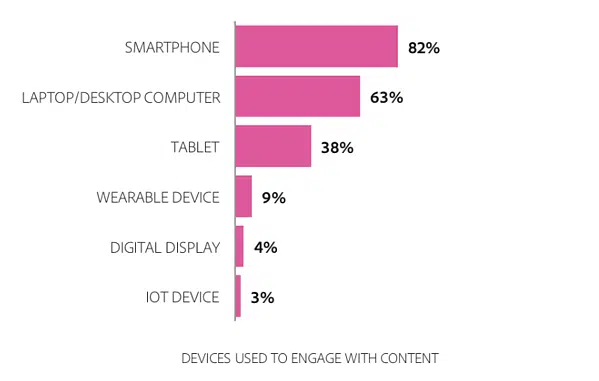 SMARTPHONE 82%
LAPTOP/DESKTOP COMPUTER 63%
TABLET 38%
WEARABLE DEVICE 9%
DIGITAL DISPLAY 4%
IOT DEVICE 3%
DEVICES USED TO ENGAGE WITH CONTENT